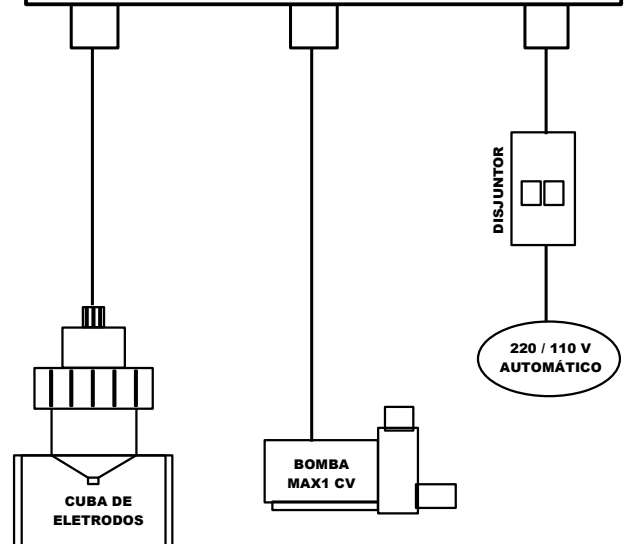 DISJUNTOR
220 / 110 V
AUTOMÁTICO
BOMBA
MAX1 CV
CUBA DE
ELETRODOS